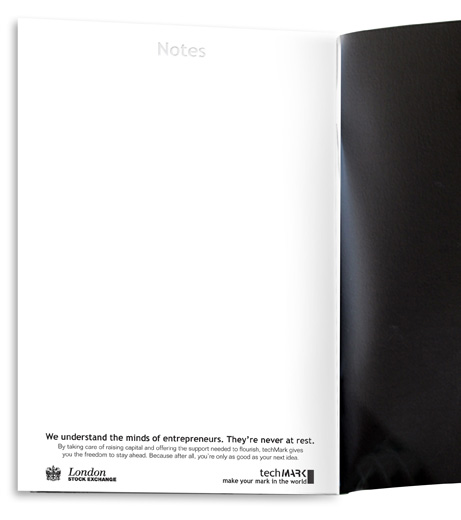 Notes
We understand the minds of entrepreneurs. They're never at rest.
By taking care of raising capital and offering the support needed to flourish, techMark gives
you the freedom to stay ahead. Because after all, you're only as good as your next idea.
London
STOCK EXCHANGE
techMARK
make your mark in the world